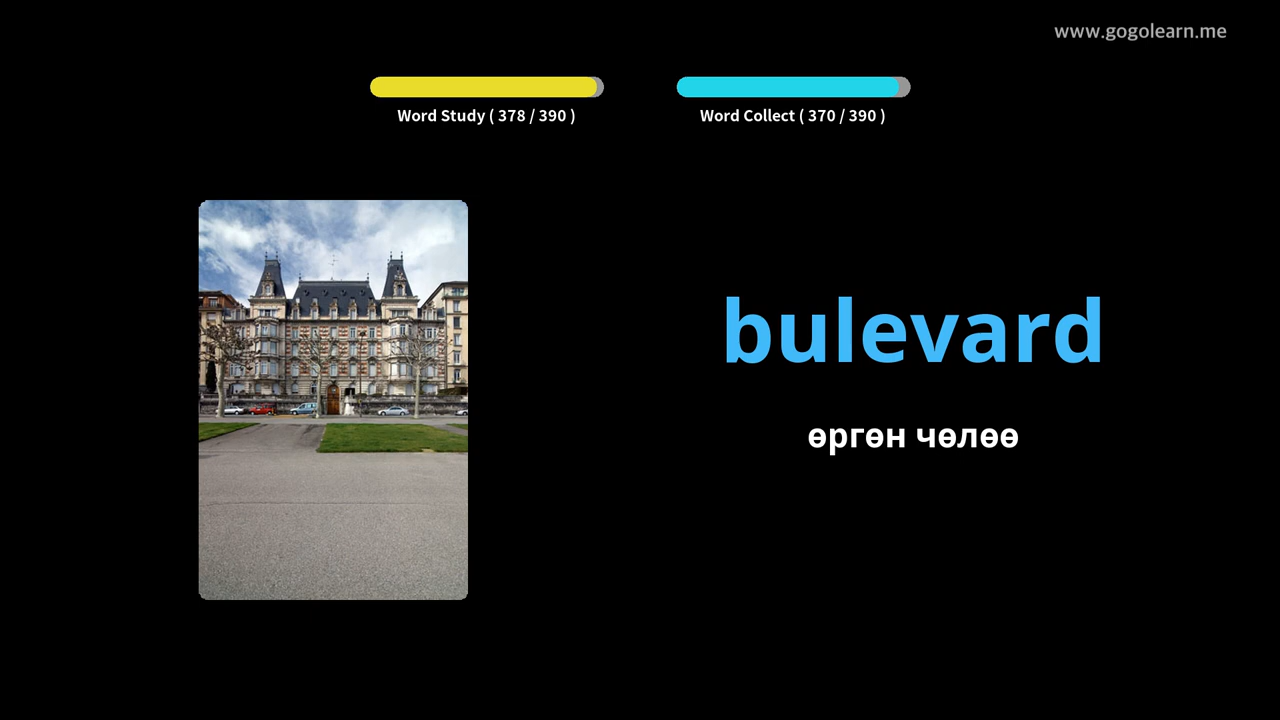 www.gogolearn.me
Word Study ( 378 / 390 )
Word Collect ( 370 / 390 )
bulevard
өргөн чөлөө